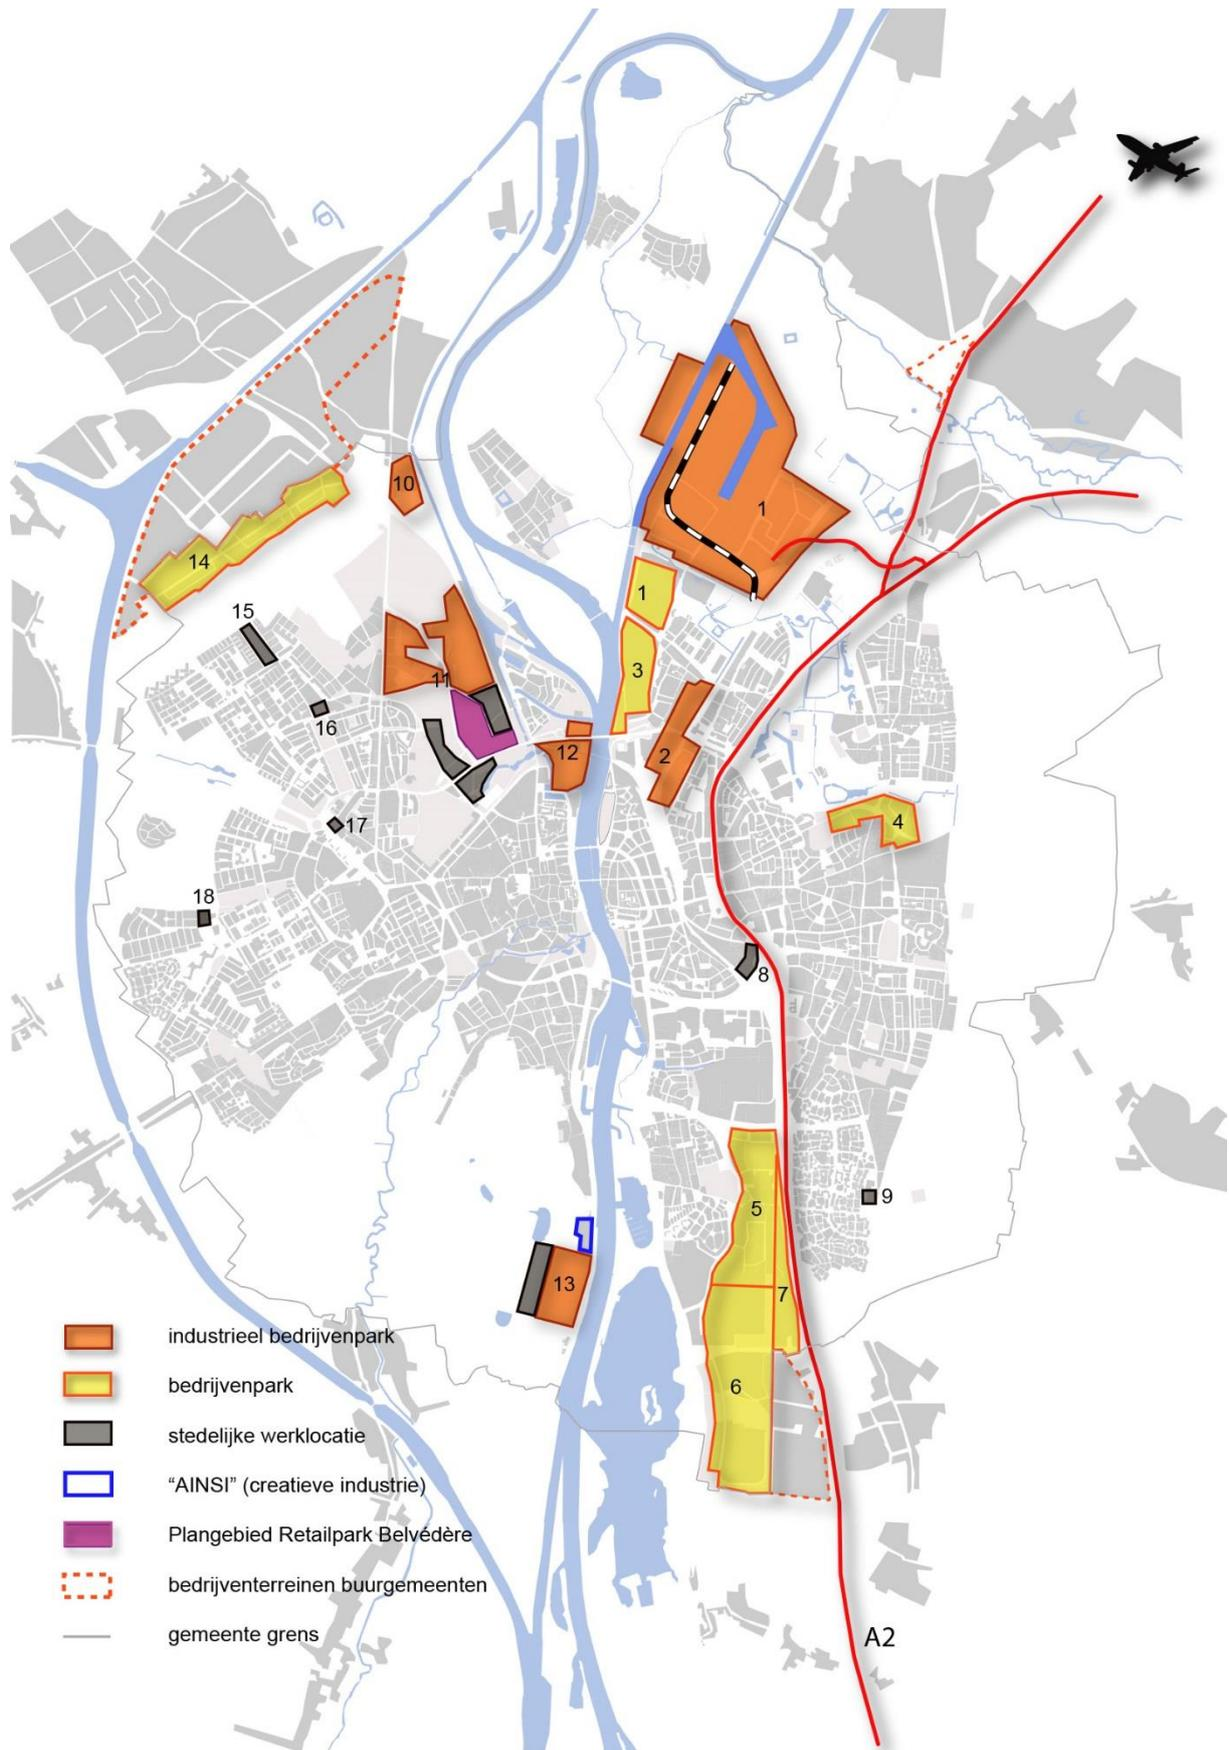 1
10
14
1
15
3
11
16
2
12
17
4
18
8
9
5
13
7
6
industrieel bedrijvenpark
bedrijvenpark
stedelijke werklocatie
“AINSI” (creatieve industrie)
Plangebied Retailpark Belvédère
bedrijventerreinen buurgemeenten
gemeente grens
A2